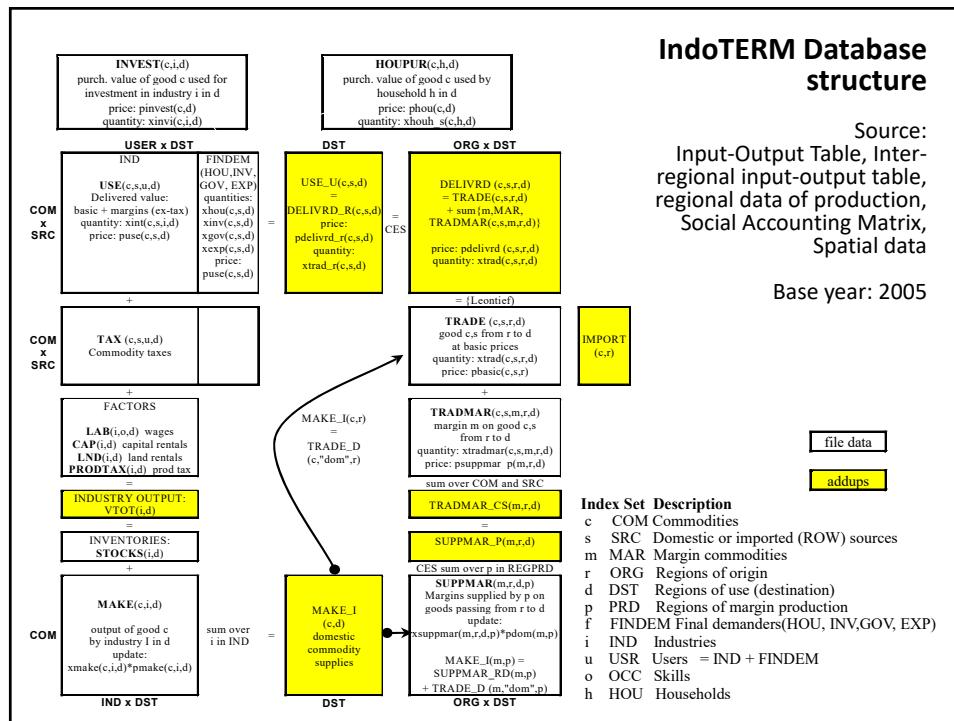 IndoTERM Database
structure
Source:
Input-Output Table, Inter-
regional input-output table,
regional data of production,
Social Accounting Matrix,
Spatial data
Base year: 2005
INVEST(c,i,d)
purch. value of good c used for
investment in industry i in d
price: pinvest(c,d)
quantity: xinvi(c,i,d)
HOUPUR(c,h,d)
purch. value of good c used by
household h in d
price: phou(c,d)
quantity: xhouh_s(c,h,d)
USER x DST
DST
ORG x DST
COM
x
SRC
IND
USE(c,s,u,d)
Delivered value:
basic + margins (ex-tax)
quantity: xint(c,s,i,d)
price: puse(c,s,d)
FINDEM
(HOU,INV,
GOV, EXP)
quantities:
xhou(c,s,d)
xinv(c,s,d)
xgov(c,s,d)
xexp(c,s,d)
price:
puse(c,s,d)
=
USE_U(c,s,d)
=
DELIVRD_R(c,s,d)
price:
pdelivrd_r(c,s,d)
quantity:
xtrad_r(c,s,d)
=
CES
DELIVRD (c,s,r,d)
= TRADE(c,s,r,d)
+ sum{m,MAR,
TRADMAR(c,s,m,r,d)}
price: pdelivrd (c,s,r,d)
quantity: xtrad(c,s,r,d)
+
= {Leontief)
COM
x
SRC
TAX (c,s,u,d)
Commodity taxes
TRADE (c,s,r,d)
good c,s from r to d
at basic prices
quantity: xtrad(c,s,r,d)
price: pbasic(c,s,r)
IMPORT
(c,r)
+
+
FACTORS
LAB(i,o,d) wages
CAP(i,d) capital rentals
LND(i,d) land rentals
PRODTAX(i,d) prod tax
MAKE_I(c,r)
=
TRADE_D
(c,"dom",r)
TRADMAR(c,s,m,r,d)
margin m on good c,s
from r to d
quantity: xtradmar(c,s,m,r,d)
price: psuppmar_p(m,r,d)
=
sum over COM and SRC
INDUSTRY OUTPUT:
VTOT(i,d)
TRADMAR_CS(m,r,d)
=
=
INVENTORIES:
STOCKS(i,d)
SUPPMAR_P(m,r,d)
+
CES sum over p in REGPRD
COM
MAKE(c,i,d)
output of good c
by industry I in d
update:
xmake(c,i,d)*pmake(c,i,d)
sum over
i in IND
=
MAKE_I
(c,d)
domestic
commodity
supplies
SUPPMAR(m,r,d,p)
Margins supplied by p on
goods passing from r to d
update:
xsuppmar(m,r,d,p)*pdom(m,p)
MAKE_I(m,p) =
SUPPMAR_RD(m,p)
+ TRADE_D (m,"dom",p)
IND x DST
DST
ORG x DST
file data
addups
Index Set Description
c COM Commodities
s SRC Domestic or imported (ROW) sources
m MAR Margin commodities
r ORG Regions of origin
d DST Regions of use (destination)
p PRD Regions of margin production
f FINDEM Final demanders(HOU, INV,GOV, EXP)
i IND Industries
u USR Users = IND + FINDEM
o OCC Skills
h HOU Households